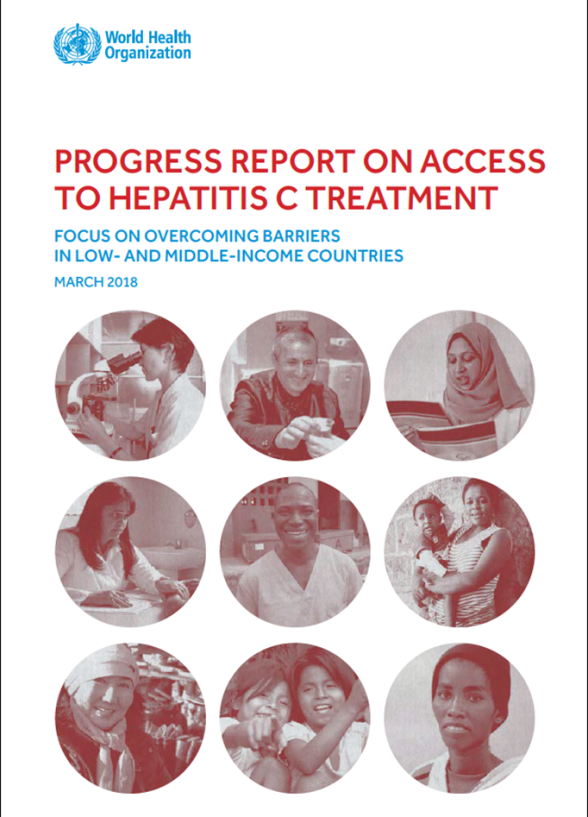 World Health
Organization
PROGRESS REPORT ON ACCESS
TO HEPATITIS C TREATMENT
FOCUS ON OVERCOMING BARRIERS
IN LOW- AND MIDDLE-INCOME COUNTRIES
MARCH 2018